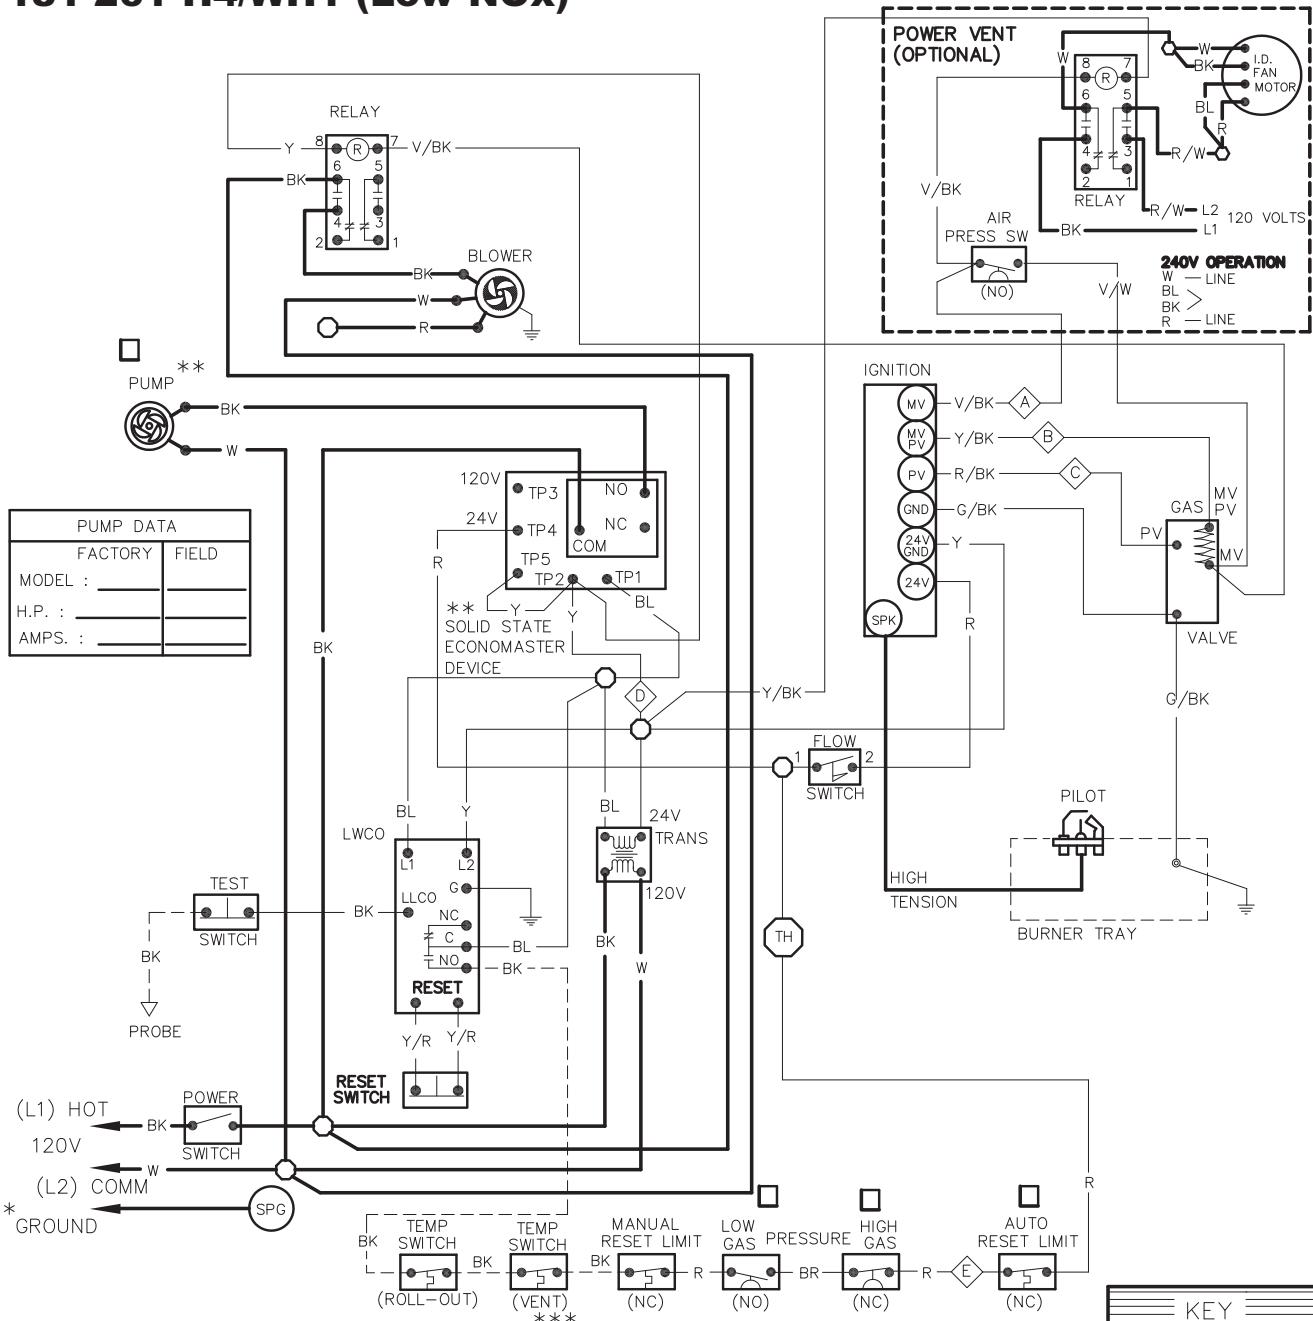 POWER VENT
(OPTIONAL)
W
W
BK
I.D.
FAN
MOTOR
8
7
R
6
5
BL
R
4
3
R/W
2
1
RELAY
V/BK
R/W
L2
120 VOLTS
BK
L1
AIR
PRESS SW
(NO)
V/W
240V OPERATION
W — LINE
BL
BK
R — LINE
RELAY
Y
8
R
7
V/BK
BK
6
5
4
3
2
1
BLOWER
BK
W
R
PUMP
**
BK
W
IGNITION
MV
V/BK
A
MV
PV
Y/BK
B
PV
R/BK
C
GND
G/BK
24V
GND
Y
24V
R
SPK
GAS
MV
PV
PV
MV
VALVE
G/BK
PUMP DATA
FACTORY
FIELD
MODEL :
H.P. :
AMPS. :
120V
TP3
NO
24V
TP4
NC
COM
R
TP5
TP2
TP1
BL
Y
Y
**
SOLID STATE
ECONOMASTER
DEVICE
BK
D
Y/BK
FLOW
1
2
SWITCH
BL
Y
BL
24V
TRANS
120V
LWCO
L1
L2
G
LLCO
NC
C
NO
BL
BK
RESET
Y/R
Y/R
RESET
SWITCH
TEST
SWITCH
BK
BK
PROBE
BK
W
TH
PILOT
HIGH
TENSION
BURNER TRAY
(L1) HOT
BK
POWER
SWITCH
120V
W
(L2) COMM
*
GROUND
SPG
R
BK
TEMP
SWITCH
(ROLL-OUT)
BK
TEMP
SWITCH
(VENT)
***
BK
MANUAL
RESET LIMIT
(NC)
R
LOW
GAS
PRESSURE
(NO)
BR
HIGH
GAS
(NC)
R
E
AUTO
RESET LIMIT
(NC)
KEY